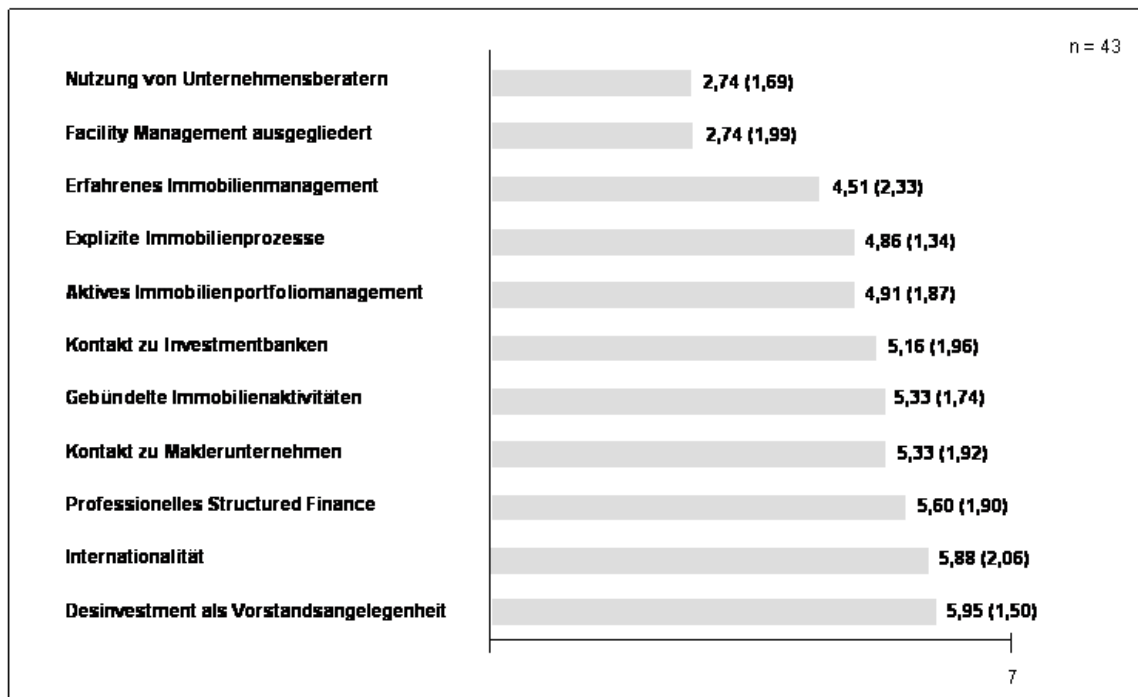 n = 43
Nutzung von Unternehmensberatern 2,74 (1,69)
Facility Management ausgegliedert 2,74 (1,99)
Erfahrenes Immobilienmanagement 4,51 (2,33)
Explizite Immobilienprozesse 4,86 (1,34)
Aktives Immobilienportfoliomanagement 4,91 (1,87)
Kontakt zu Investmentbanken 5,16 (1,96)
Gebündelte Immobilienaktivitäten 5,33 (1,74)
Kontakt zu Maklerunternehmen 5,33 (1,92)
Professionelles Structured Finance 5,60 (1,90)
Internationalität 5,88 (2,06)
Desinvestment als Vorstandsangelegenheit 5,95 (1,50)
7